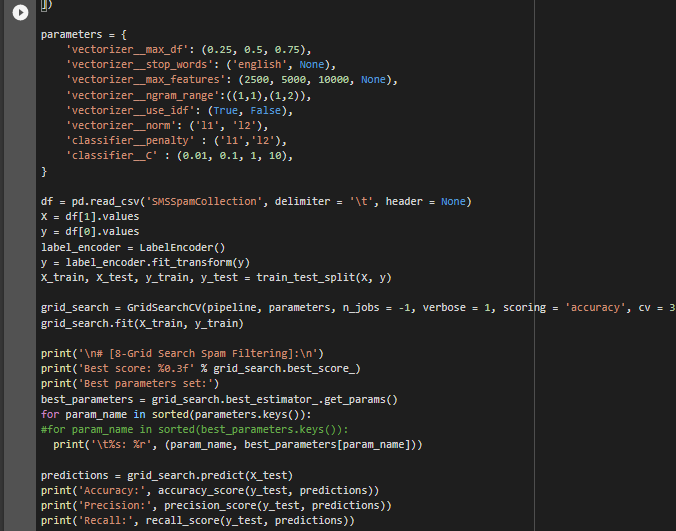 ])
parameters = {
    'vectorizer__max_df': (0.25, 0.5, 0.75),
    'vectorizer__stop_words': ('english', None),
    'vectorizer__max_features': (2500, 5000, 10000, None),
    'vectorizer__ngram_range':((1,1),(1,2)),
    'vectorizer__use_idf': (True, False),
    'vectorizer__norm': ('l1', 'l2'),
    'classifier__penalty' : ('l1','l2'),
    'classifier__C' : (0.01, 0.1, 1, 10),
}
df = pd.read_csv('SMSSpamCollection', delimiter = '\t', header = None)
X = df[1].values
y = df[0].values
label_encoder = LabelEncoder()
y = label_encoder.fit_transform(y)
X_train, X_test, y_train, y_test = train_test_split(X, y)
grid_search = GridSearchCV(pipeline, parameters, n_jobs = -1, verbose = 1, scoring = 'accuracy', cv = 3
grid_search.fit(X_train, y_train)
print('\n# [8-Grid Search Spam Filtering]:\n')
print('Best score: %0.3f' % grid_search.best_score_)
print('Best parameters set:')
best_parameters = grid_search.best_estimator_.get_params()
for param_name in sorted(parameters.keys()):
#for param_name in sorted(best_parameters.keys()):
  print('\t%s: %r', (param_name, best_parameters[param_name]))
predictions = grid_search.predict(X_test)
print('Accuracy:', accuracy_score(y_test, predictions))
print('Precision:', precision_score(y_test, predictions))
print('Recall:', recall_score(y_test, predictions))